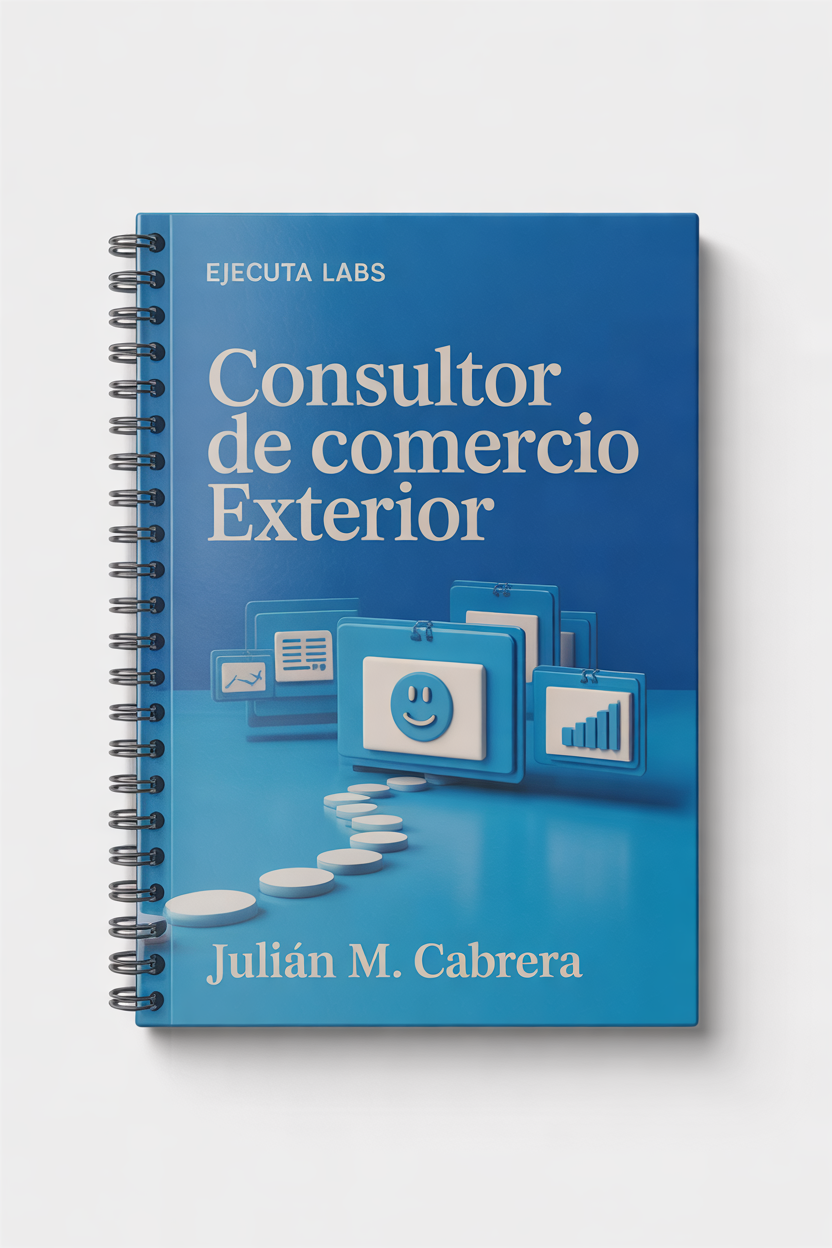 EJECUTA LABS
Consultor
de comercio
Exterior
Julián M. Cabrera